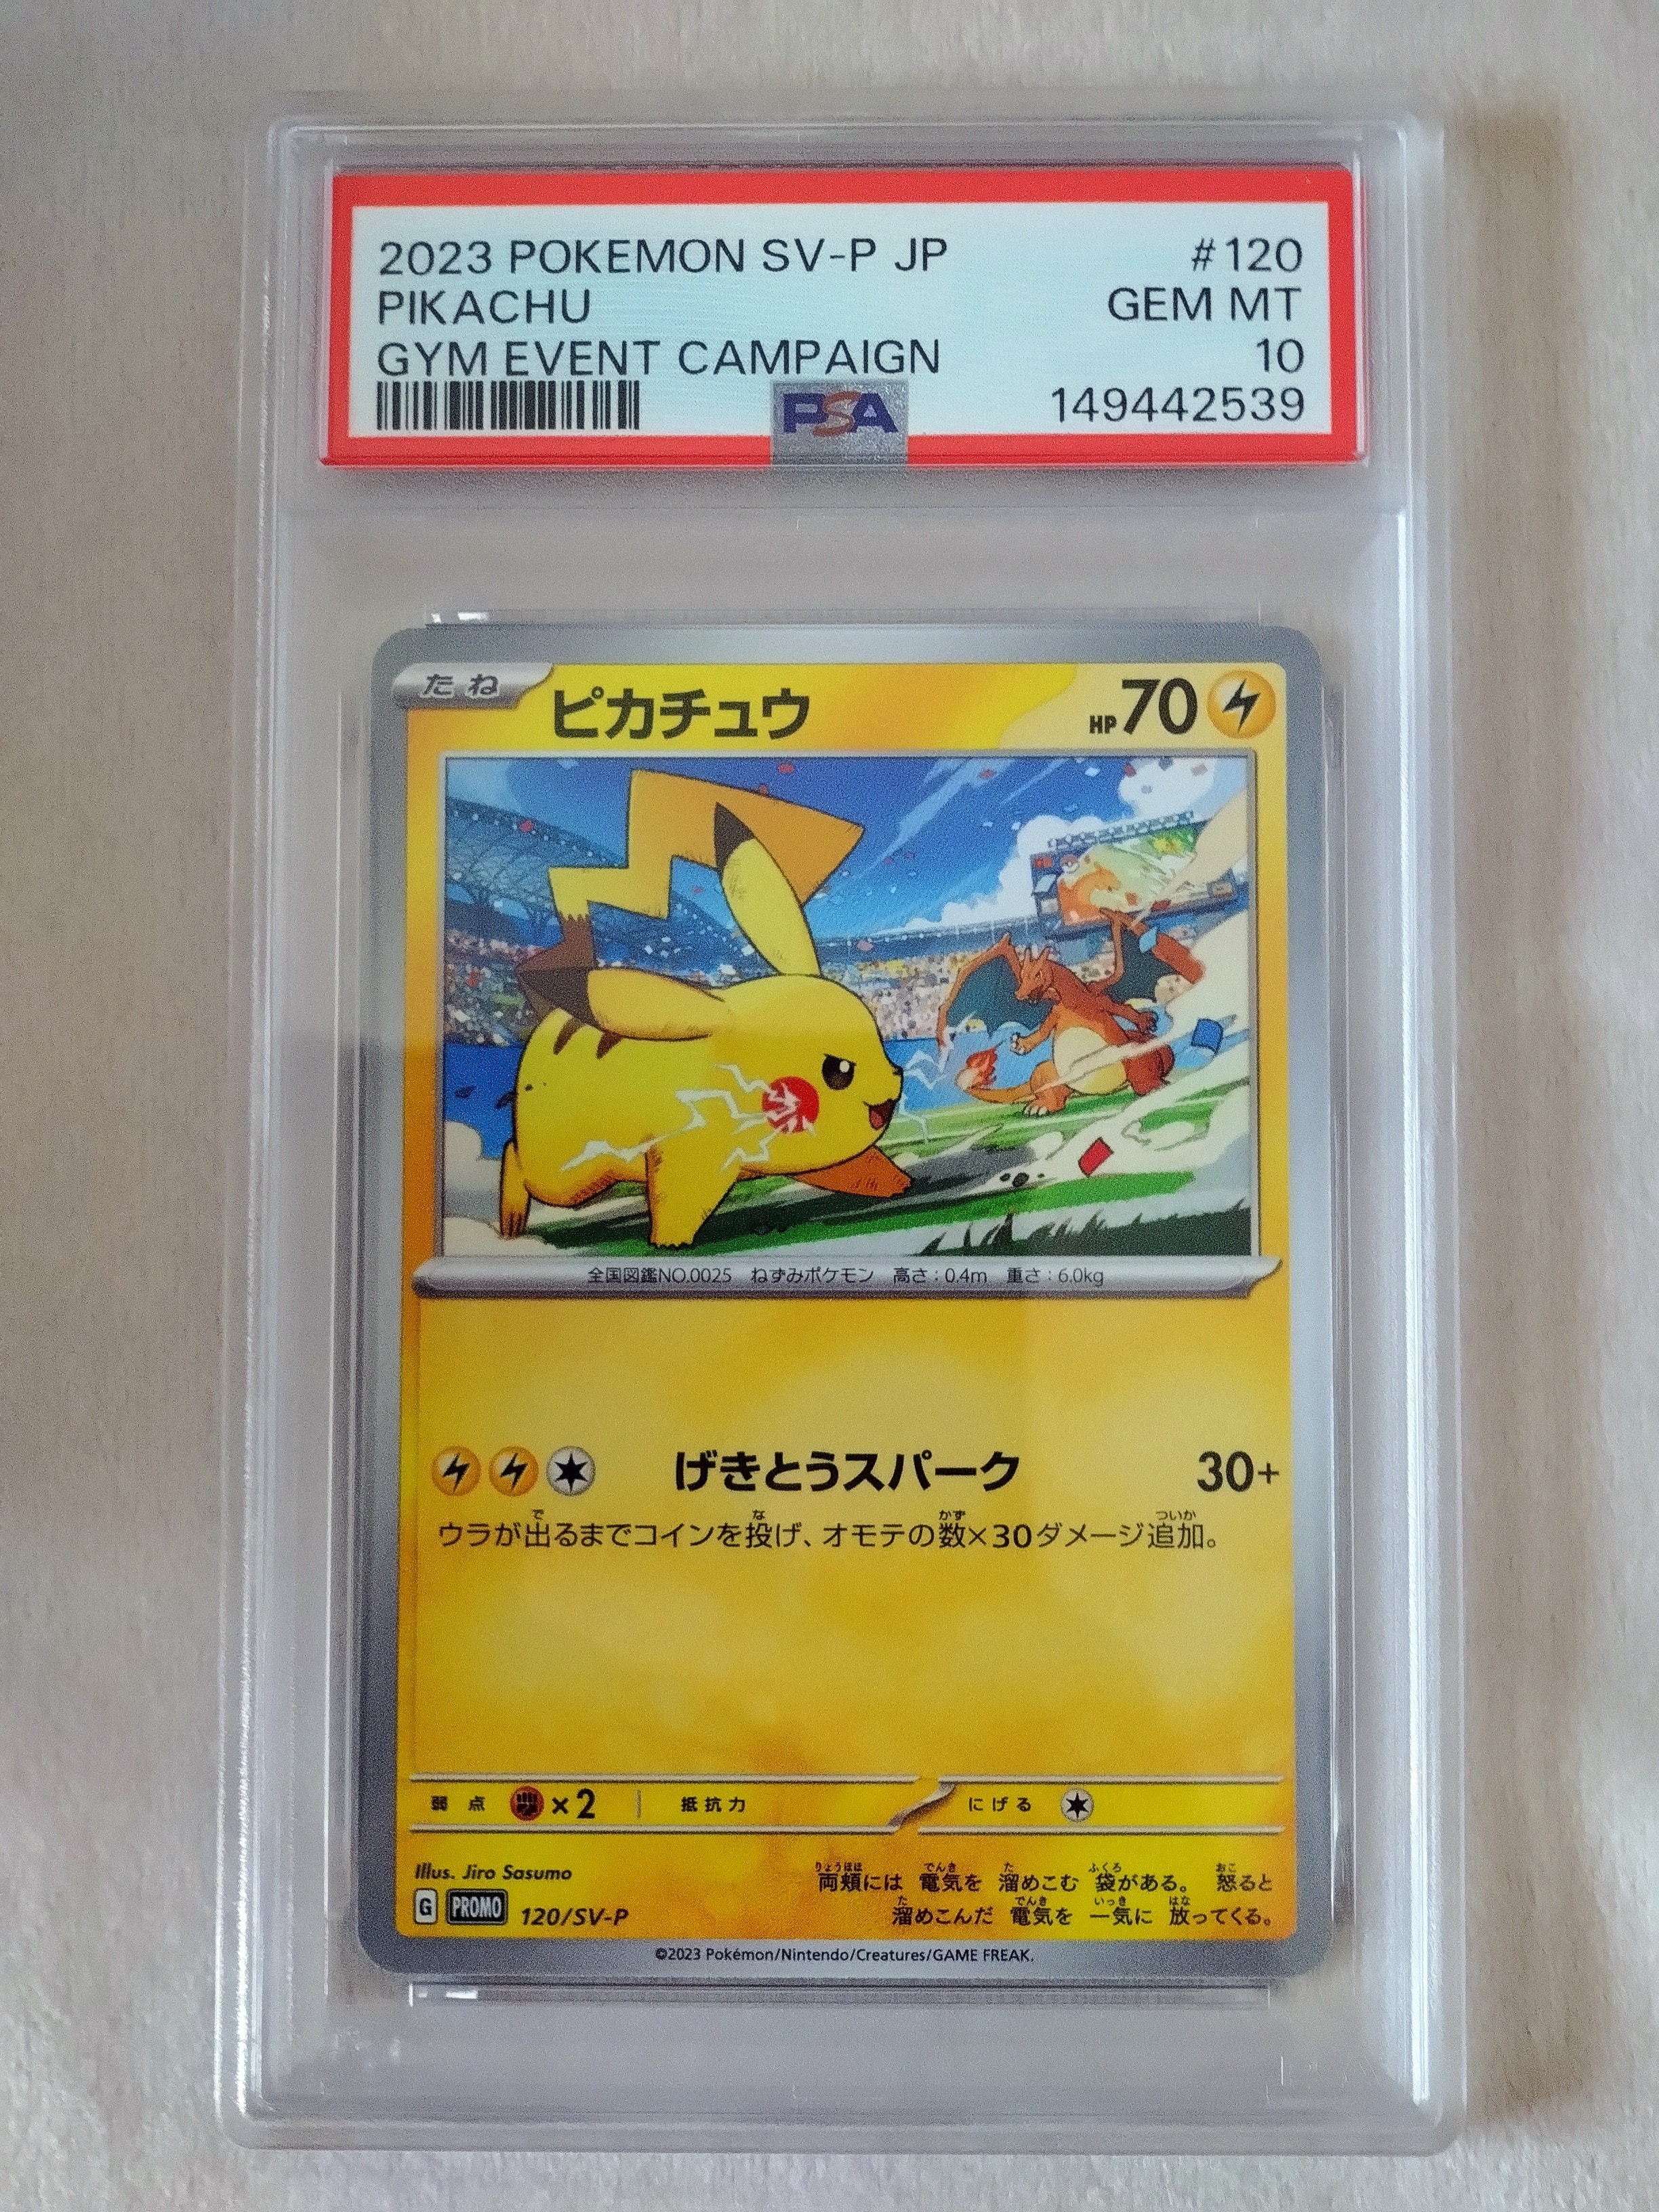 2023 POKEMON SV-P JP #120
PIKACHU GEM MT
GYM EVENT CAMPAIGN 10
PSA 149442539
たね ピカチュウ HP70
全国図鑑NO.0025 ねずみポケモン 高さ:0.4m 重さ:6.0kg
げきとうスパーク 30+
ウラが出るまでコインを投げ、オモテの数×30ダメージ追加。
弱点 ×2 抵抗力 にげる
Illus. Jiro Sasumo
両頬には 電気を 溜めこむ 袋がある。 怒ると
溜めこんだ 電気を 一気に 放ってくる。
G PROMO 120/SV-P
©2023 Pokémon/Nintendo/Creatures/GAME FREAK.